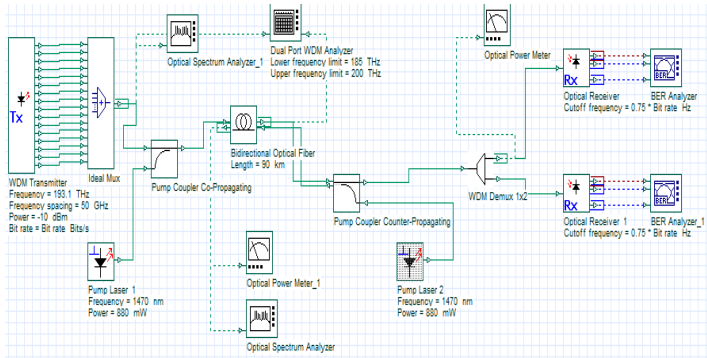 Optical Spectrum Analyzer_1
Dual Port WDM Analyzer
Lower frequency limit = 185 THz
Upper frequency limit = 200 THz
Optical Power Meter
Tx
WDM Transmitter
Frequency = 193.1 THz
Frequency spacing = 50 GHz
Power = -10 dBm
Bit rate = Bit rate Bits/s
Ideal Mux
Pump Coupler Co-Propagating
Bidirectional Optical Fiber
Length = 90 km
Pump Coupler Counter-Propagating
WDM Demux 1x2
Rx
Optical Receiver
Cutoff frequency = 0.75 * Bit rate Hz
BER
BER Analyzer
Rx
Optical Receiver 1
Cutoff frequency = 0.75 * Bit rate Hz
BER
BER Analyzer_1
Pump Laser 1
Frequency = 1470 nm
Power = 880 mW
Optical Power Meter_1
Optical Spectrum Analyzer
Pump Laser 2
Frequency = 1470 nm
Power = 880 mW